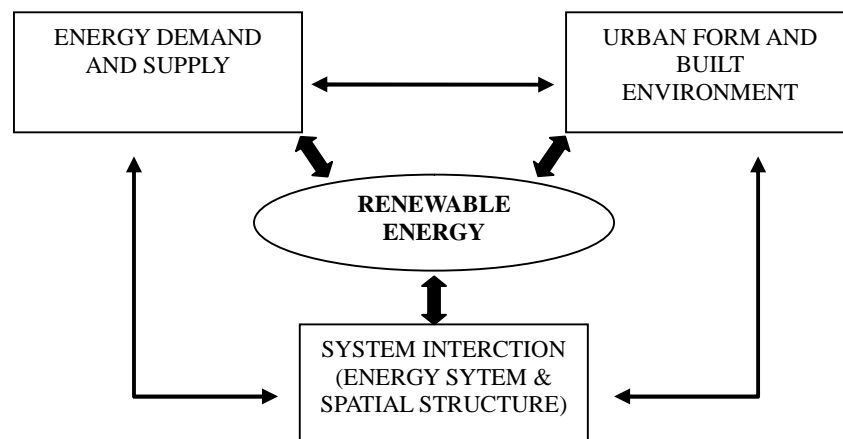 ENERGY DEMAND
AND SUPPLY
URBAN FORM AND
BUILT
ENVIRONMENT
RENEWABLE
ENERGY
SYSTEM INTERCTION
(ENERGY SYTEM &
SPATIAL STRUCTURE)